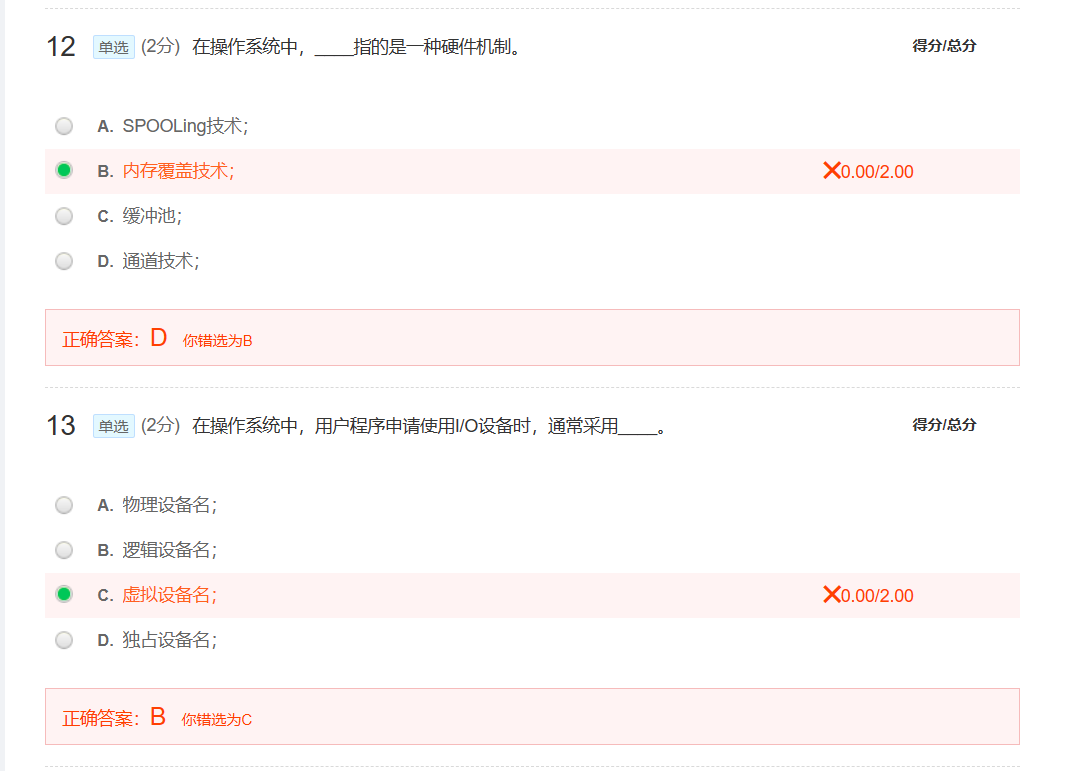 12 单选 (2分) 在操作系统中，____指的是一种硬件机制。 得分/总分
A. SPOOLing技术；
B. 内存覆盖技术； ✕0.00/2.00
C. 缓冲池；
D. 通道技术；
正确答案：D 你错选为B
13 单选 (2分) 在操作系统中，用户程序申请使用I/O设备时，通常采用____。 得分/总分
A. 物理设备名；
B. 逻辑设备名；
C. 虚拟设备名； ✕0.00/2.00
D. 独占设备名；
正确答案：B 你错选为C